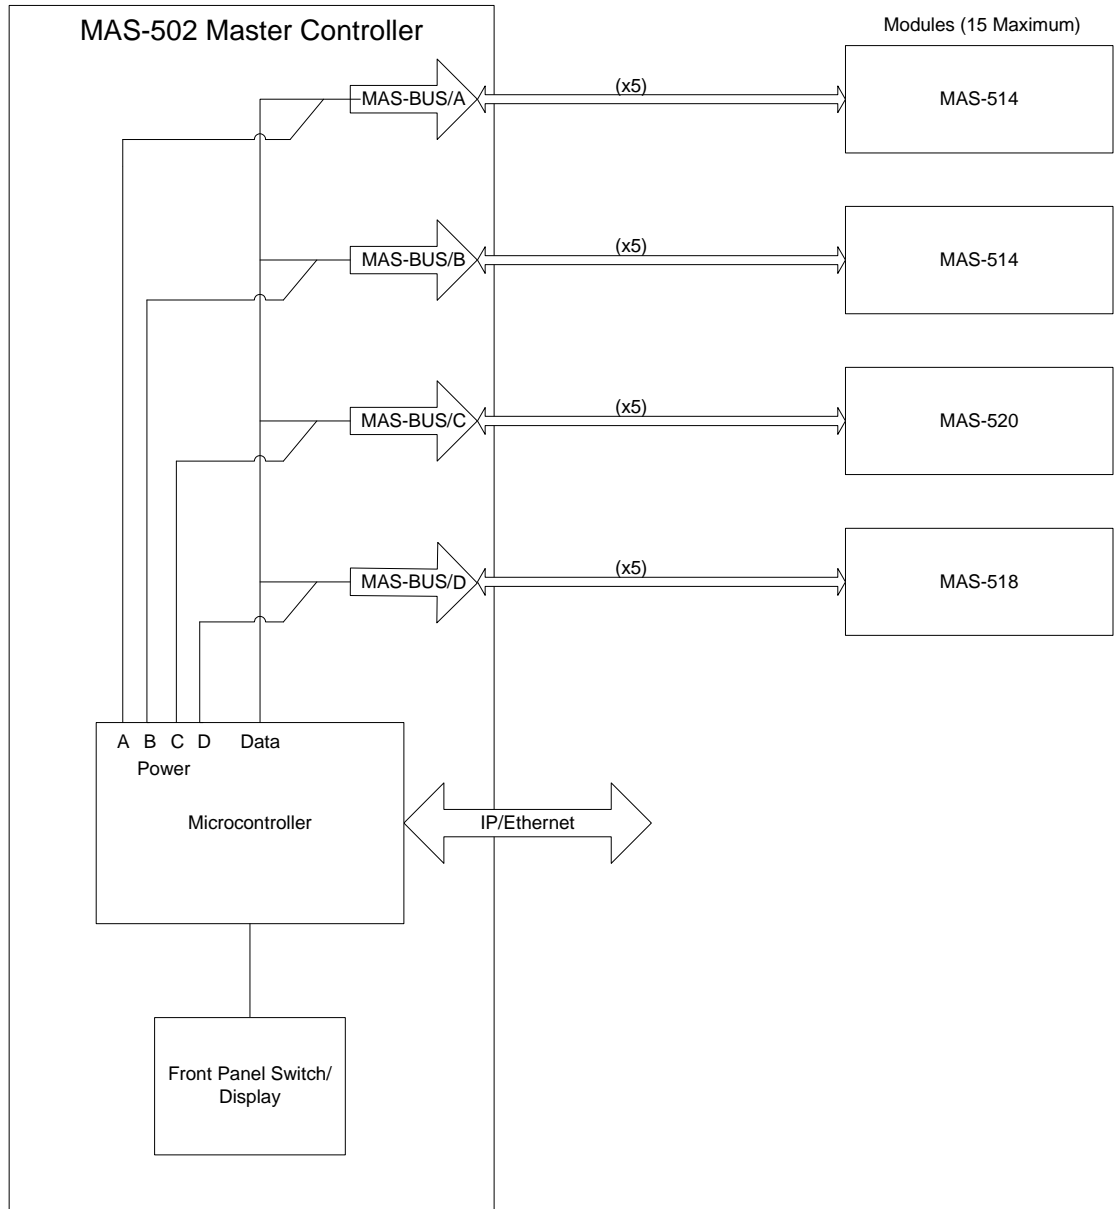 MAS-502 Master Controller
Modules (15 Maximum)
MAS-BUS/A
(x5)
MAS-514
MAS-BUS/B
(x5)
MAS-514
MAS-BUS/C
(x5)
MAS-520
MAS-BUS/D
(x5)
MAS-518
A B C D Data
Power
Microcontroller
IP/Ethernet
Front Panel Switch/
Display